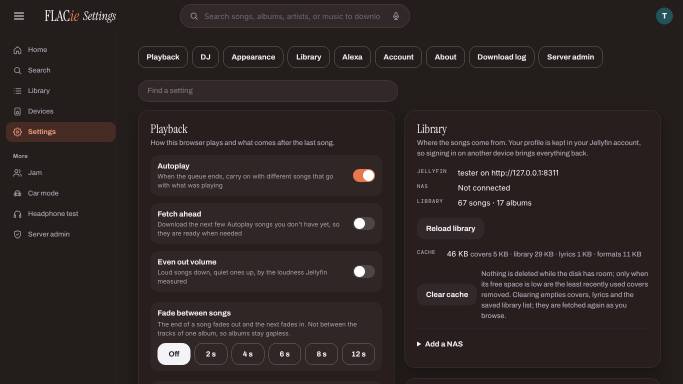 FLACie Settings
Search songs, albums, artists, or music to downlo
T
Home
Search
Library
Devices
Settings
More
Jam
Car mode
Headphone test
Server admin
Playback
DJ
Appearance
Library
Alexa
Account
About
Download log
Server admin
Find a setting
Playback
How this browser plays and what comes after the last song.
Autoplay
When the queue ends, carry on with different songs that go
with what was playing
Fetch ahead
Download the next few Autoplay songs you don't have yet, so
they are ready when needed
Even out volume
Loud songs down, quiet ones up, by the loudness Jellyfin
measured
Fade between songs
The end of a song fades out and the next fades in. Not between the
tracks of one album, so albums stay gapless.
Off
2 s
4 s
6 s
8 s
12 s
Library
Where the songs come from. Your profile is kept in your Jellyfin account,
so signing in on another device brings everything back.
JELLYFIN tester on http://127.0.0.1:8311
NAS Not connected
LIBRARY 67 songs · 17 albums
Reload library
CACHE 46 KB covers 5 KB · library 29 KB · lyrics 1 KB · formats 11 KB
Clear cache
Nothing is deleted while the disk has room; only when
its free space is low are the least recently used covers
removed. Clearing empties covers, lyrics and the
saved library list; they are fetched again as you
browse.
Add a NAS